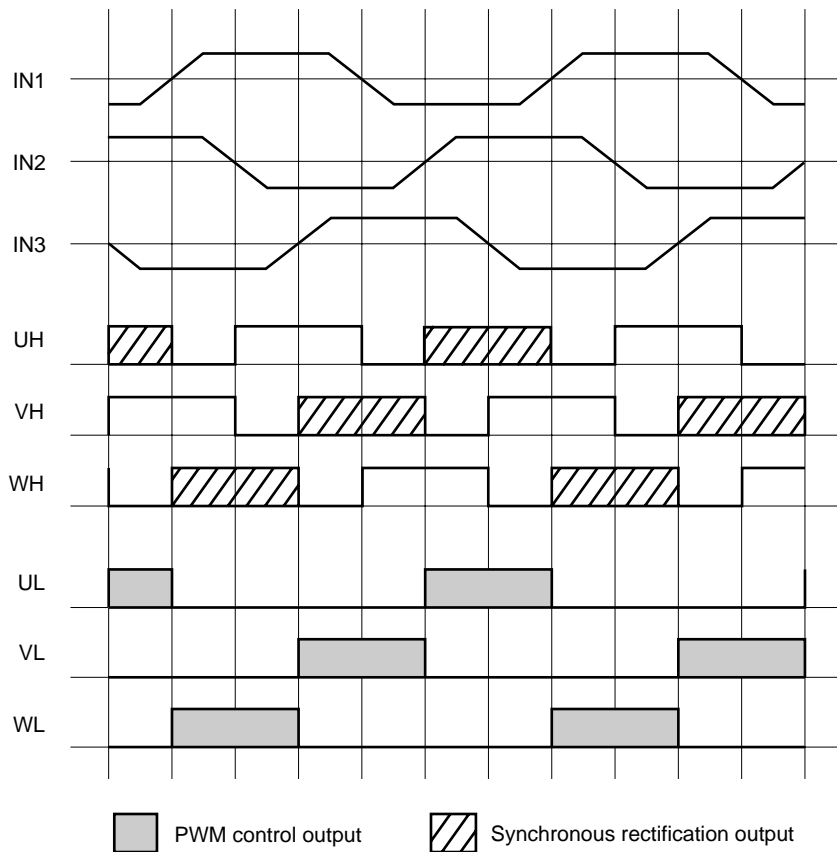 IN1
IN2
IN3
UH
VH
WH
UL
VL
WL
PWM control output
Synchronous rectification output